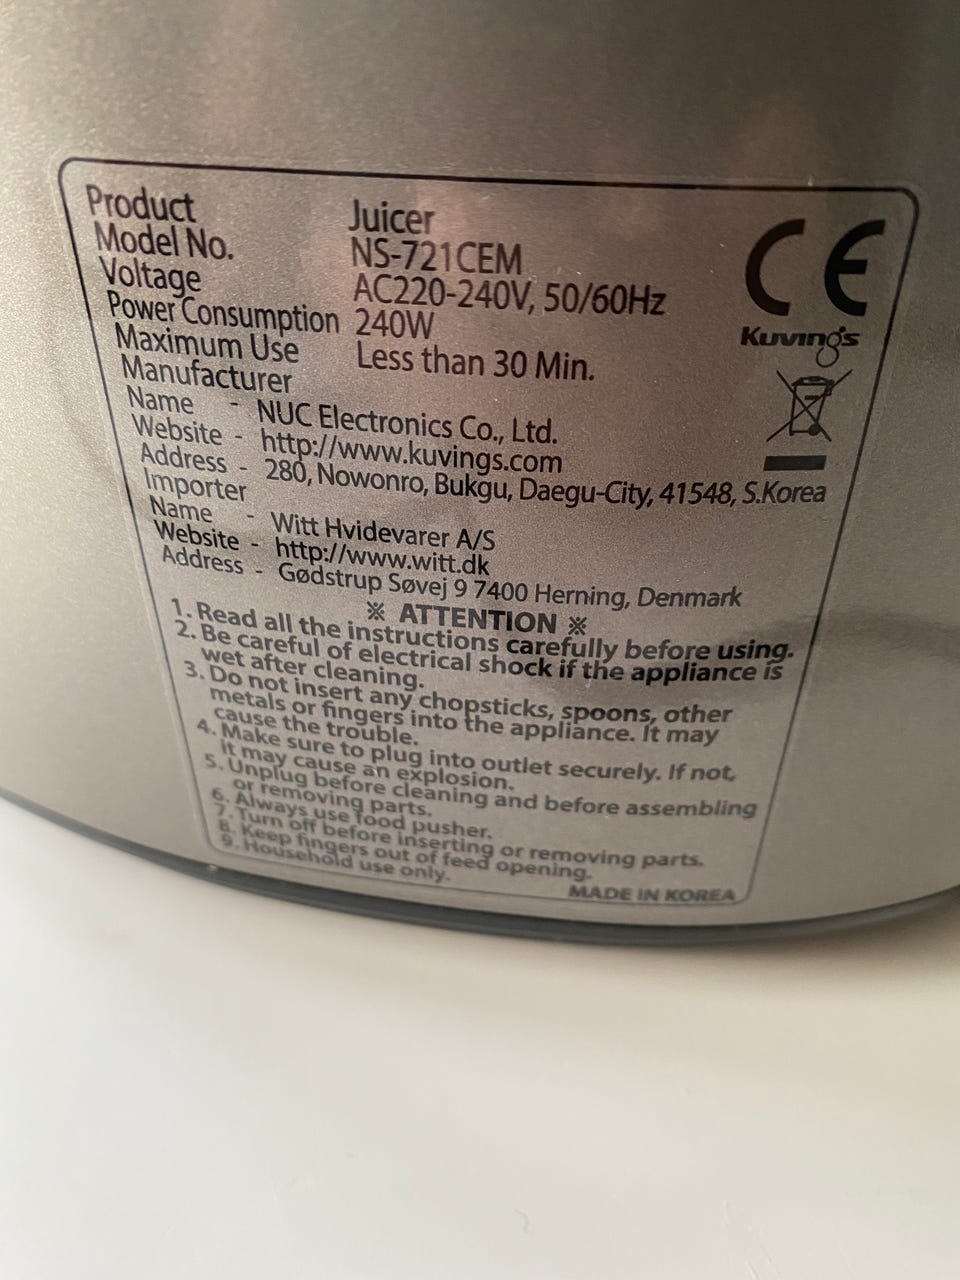 Product Juicer
Model No. NS-721CEM
Voltage AC220-240V, 50/60Hz
Power Consumption 240W
Maximum Use Less than 30 Min.
Manufacturer
Name - NUC Electronics Co., Ltd.
Website - http://www.kuvings.com
Address - 280, Nowonro, Bukgu, Daegu-City, 41548, S.Korea
Importer
Name - Witt Hvidevarer A/S
Website - http://www.witt.dk
Address - Gødstrup Søvej 9 7400 Herning, Denmark
CE
Kuvings
※ ATTENTION ※
1. Read all the instructions carefully before using.
2. Be careful of electrical shock if the appliance is
wet after cleaning.
3. Do not insert any chopsticks, spoons, other
metals or fingers into the appliance. It may
cause the trouble.
4. Make sure to plug into outlet securely. If not,
it may cause an explosion.
5. Unplug before cleaning and before assembling
or removing parts.
6. Always use food pusher.
7. Turn off before inserting or removing parts.
8. Keep fingers out of feed opening.
9. Household use only.
MADE IN KOREA